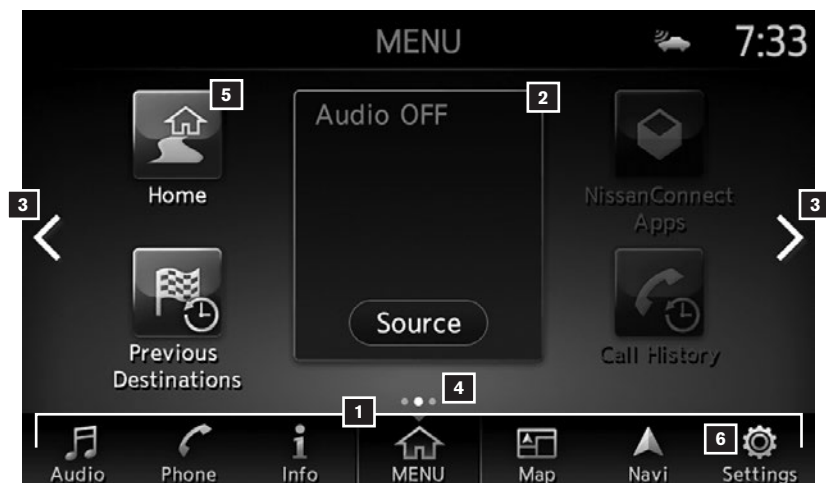 MENU
7:33
5
2
Audio OFF
Home
NissanConnect
Apps
3
3
Source
Previous
Destinations
Call History
4
1
6
Audio
Phone
Info
MENU
Map
Navi
Settings